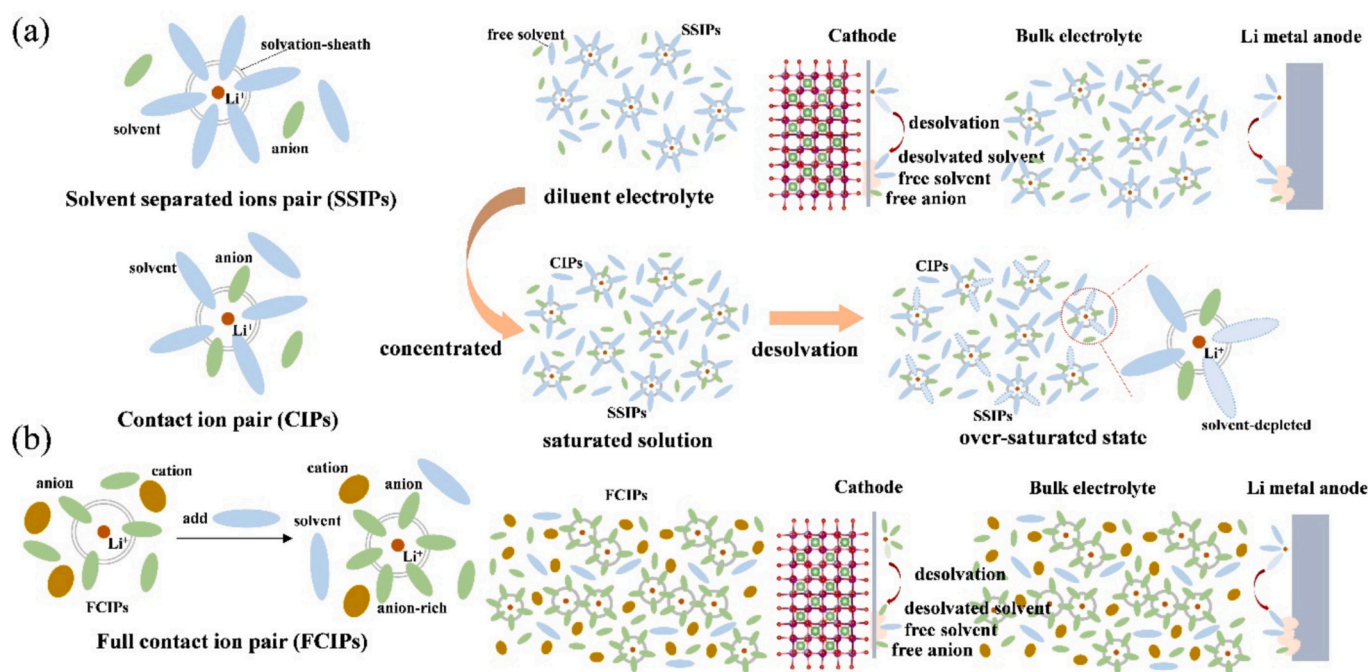 (a)
solvation-sheath
Li+
solvent
anion
Solvent separated ions pair (SSIPs)
solvent
anion
Li+
Contact ion pair (CIPs)
free solvent
SSIPs
diluent electrolyte
Cathode
Bulk electrolyte
Li metal anode
desolvation
desolvated solvent
free solvent
free anion
concentrated
CIPs
SSIPs
saturated solution
desolvation
CIPs
SSIPs
over-saturated state
Li+
solvent-depleted
(b)
anion
cation
Li+
FCIPs
add
solvent
cation
anion
Li+
anion-rich
Full contact ion pair (FCIPs)
FCIPs
Cathode
Bulk electrolyte
Li metal anode
desolvation
desolvated solvent
free solvent
free anion